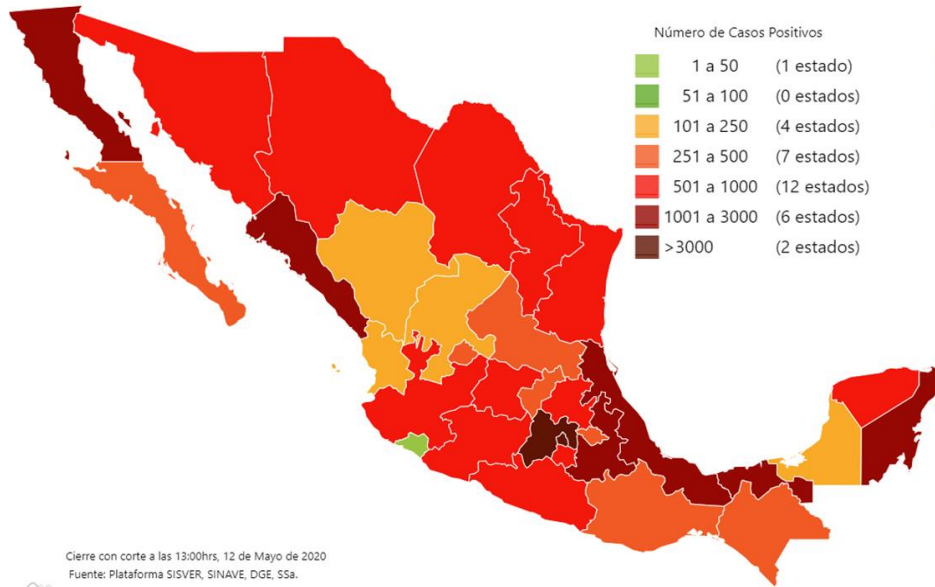 Número de Casos Positivos
1 a 50 (1 estado)
51 a 100 (0 estados)
101 a 250 (4 estados)
251 a 500 (7 estados)
501 a 1000 (12 estados)
1001 a 3000 (6 estados)
>3000 (2 estados)
Cierre con corte a las 13:00hrs, 12 de Mayo de 2020
Fuente: Plataforma SISVER, SINAVE, DGE, SSa.